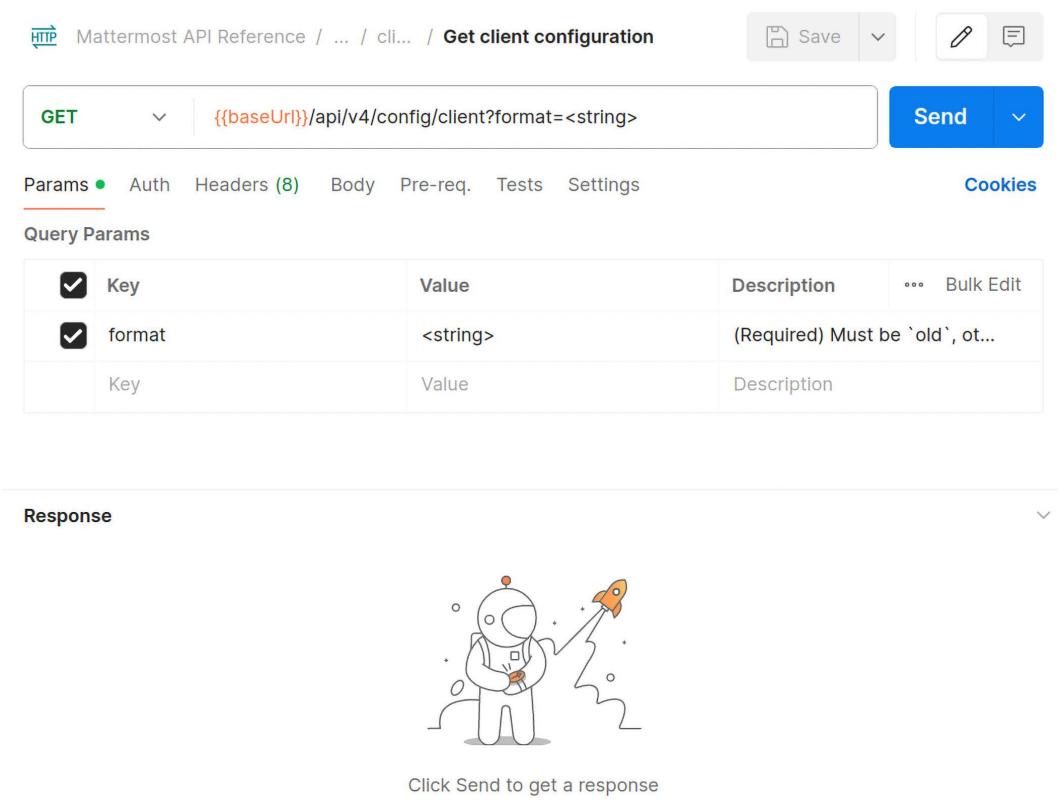 HTTP Mattermost API Reference / ... / cli... / Get client configuration Save
GET {{baseUrl}}/api/v4/config/client?format=<string> Send
Params Auth Headers (8) Body Pre-req. Tests Settings Cookies
Query Params
Key Value Description Bulk Edit
format <string> (Required) Must be `old`, ot...
Key Value Description
Response
Click Send to get a response